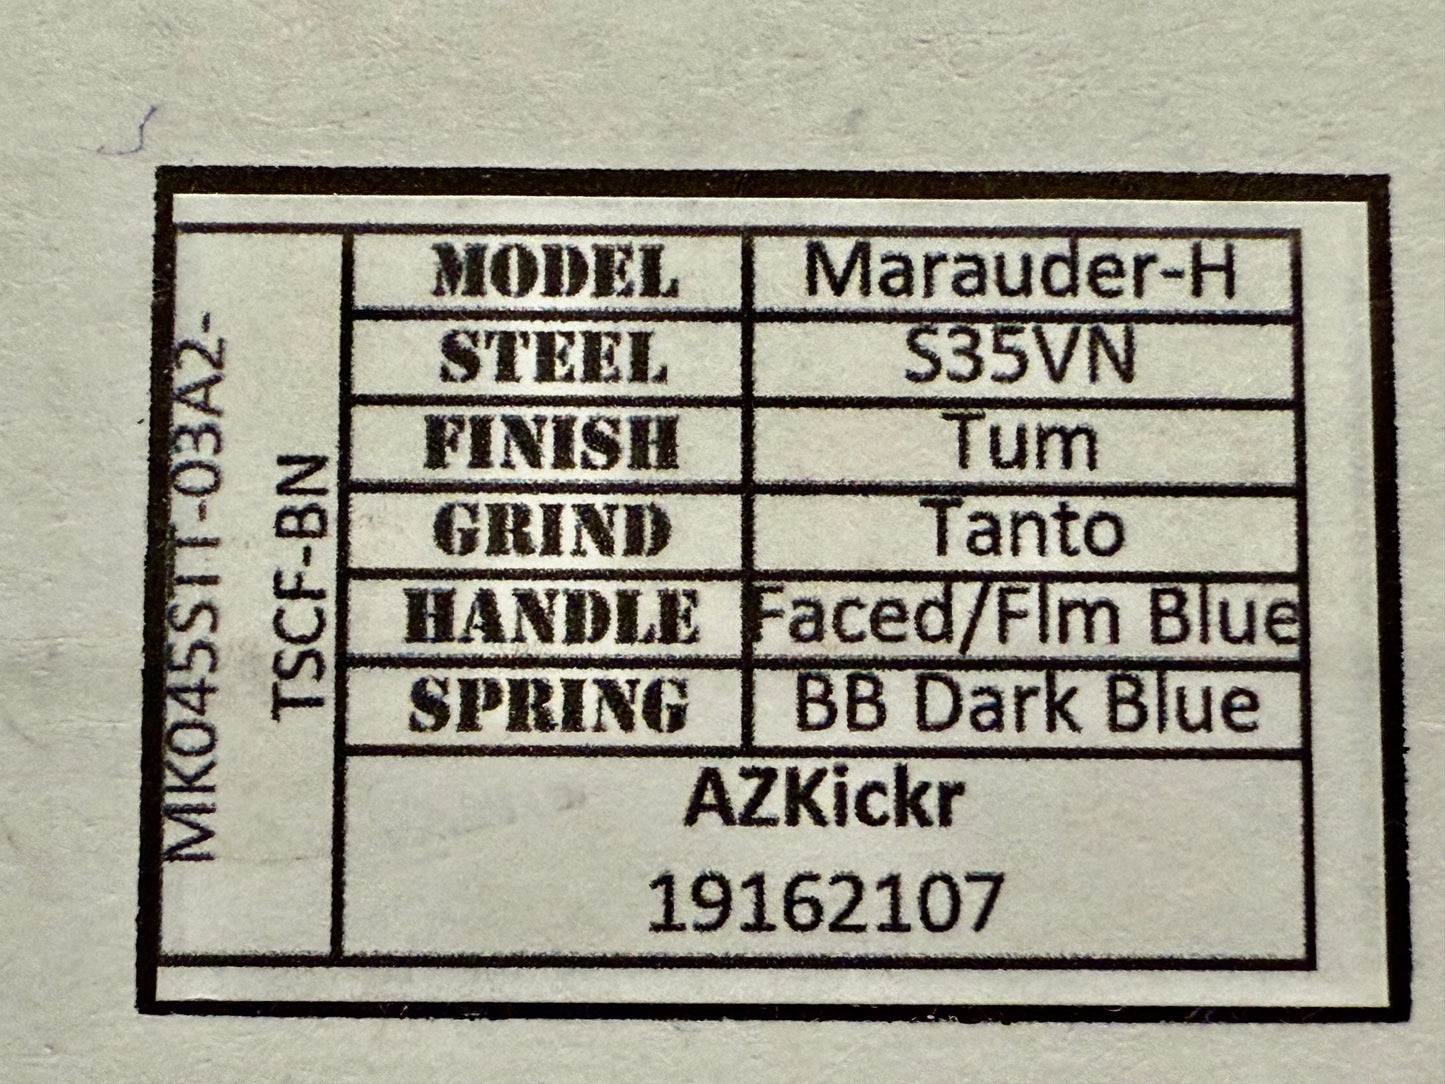 MK045STT-03A2-
TSCF-BN
MODEL Marauder-H
STEEL S35VN
FINISH Tum
GRIND Tanto
HANDLE Faced/Flm Blue
SPRING BB Dark Blue
AZKickr
19162107